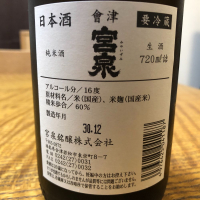 日本酒
會津
要冷蔵
純米酒
宮泉
生酒
720ml詰
アルコール分/16度
原材料名/米(国産)、米麹(国産米)
精米歩合/60%
製造年月
30.12
宮泉銘醸株式会社